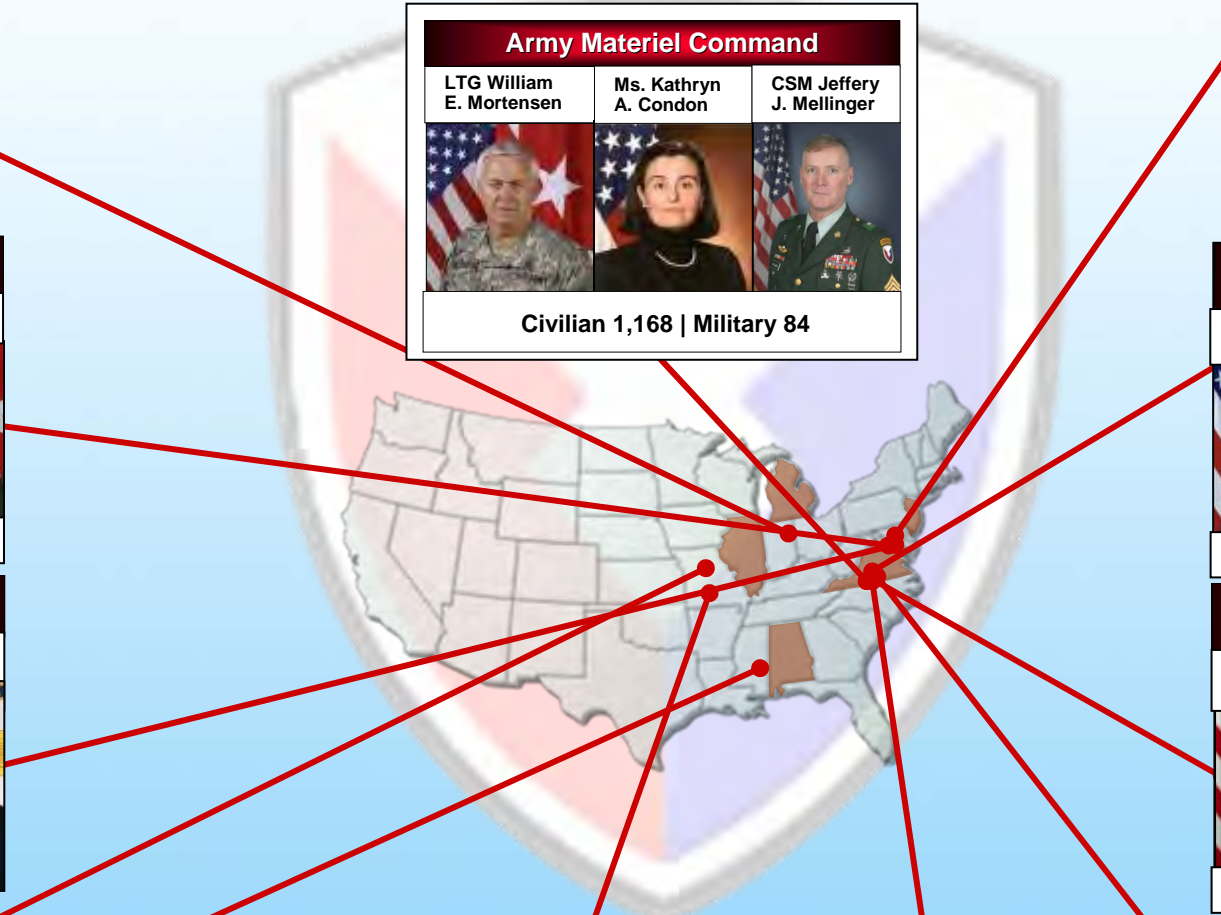 Army Materiel Command
LTG William
E. Mortensen
Ms. Kathryn
A. Condon
CSM Jeffery
J. Mellinger
Civilian 1,168 | Military 84